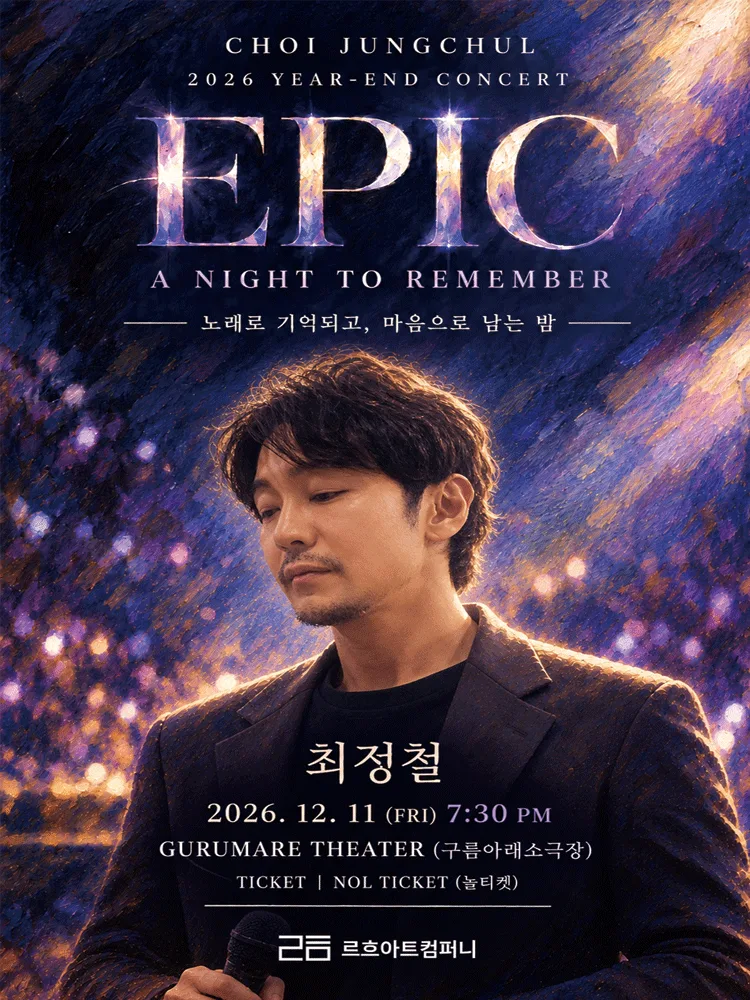 CHOI JUNGCHUL
2026 YEAR-END CONCERT
EPIC
A NIGHT TO REMEMBER
노래로 기억되고, 마음으로 남는 밤
최정철
2026. 12. 11 (FRI) 7:30 PM
GURUMARE THEATER (구름아래소극장)
TICKET | NOL TICKET (놀티켓)
르흐아트컴퍼니